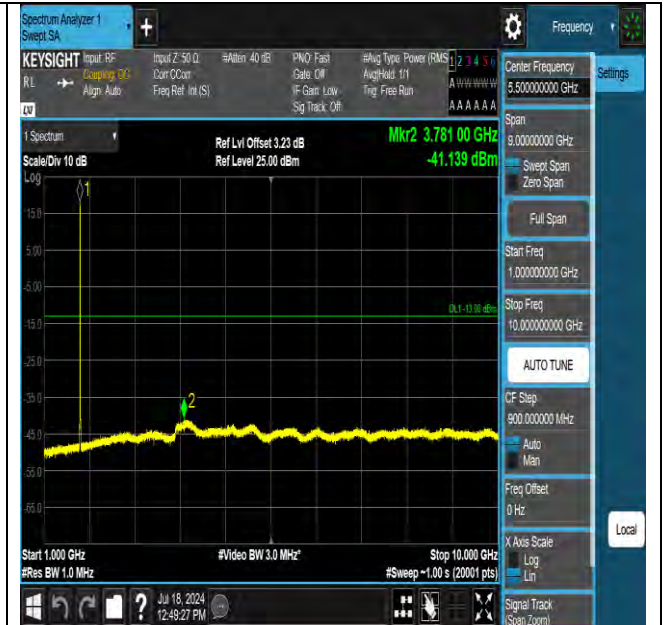 Spectrum Analyzer 1
Swept SA
+
Frequency
KEYSIGHT
RL
Input: RF
Coupling: DC
Align: Auto
Input Z: 50 Ω
Corr CCorr
Freq Ref: Int (S)
#Atten: 40 dB
PNO: Fast
Gate: Off
IF Gain: Low
Sig Track: Off
#Avg Type: Power (RMS
Avg|Hold: 1/1
Trig: Free Run
1 2 3 4 5 6
A W W W W W
A A A A A A
LV
1 Spectrum
Scale/Div 10 dB
Log
Ref Lvl Offset 3.23 dB
Ref Level 25.00 dBm
Mkr2 3.781 00 GHz
-41.139 dBm
1
15.0
5.00
-5.00
-15.0
DL1 -13.00 dBm
-25.0
-35.0
2
-45.0
-55.0
-65.0
Start 1.000 GHz
#Res BW 1.0 MHz
#Video BW 3.0 MHz*
Stop 10.000 GHz
#Sweep ~1.00 s (20001 pts)
?
Jul 18, 2024
12:49:27 PM
Center Frequency
5.500000000 GHz
Settings
Span
9.00000000 GHz
Swept Span
Zero Span
Full Span
Start Freq
1.000000000 GHz
Stop Freq
10.000000000 GHz
AUTO TUNE
CF Step
900.000000 MHz
Auto
Man
Freq Offset
0 Hz
X Axis Scale
Log
Lin
Local
Signal Track
(Span Zoom)